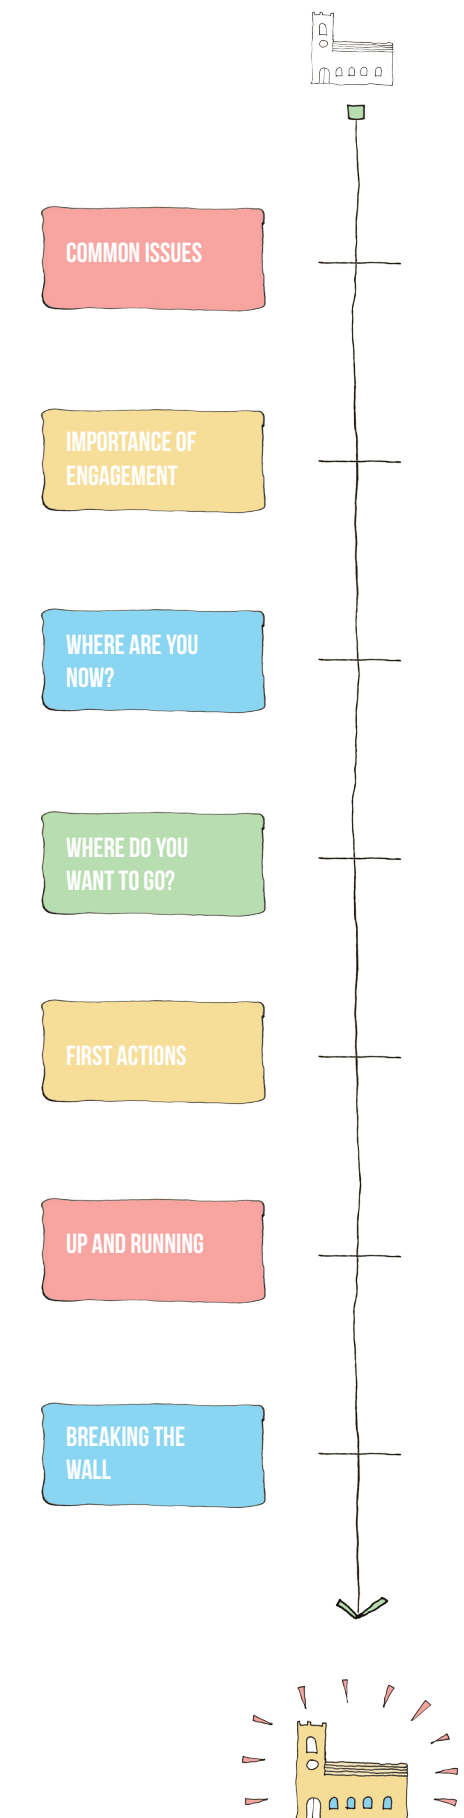 COMMON ISSUES
IMPORTANCE OF
ENGAGEMENT
WHERE ARE YOU
NOW?
WHERE DO YOU
WANT TO GO?
FIRST ACTIONS
UP AND RUNNING
BREAKING THE
WALL